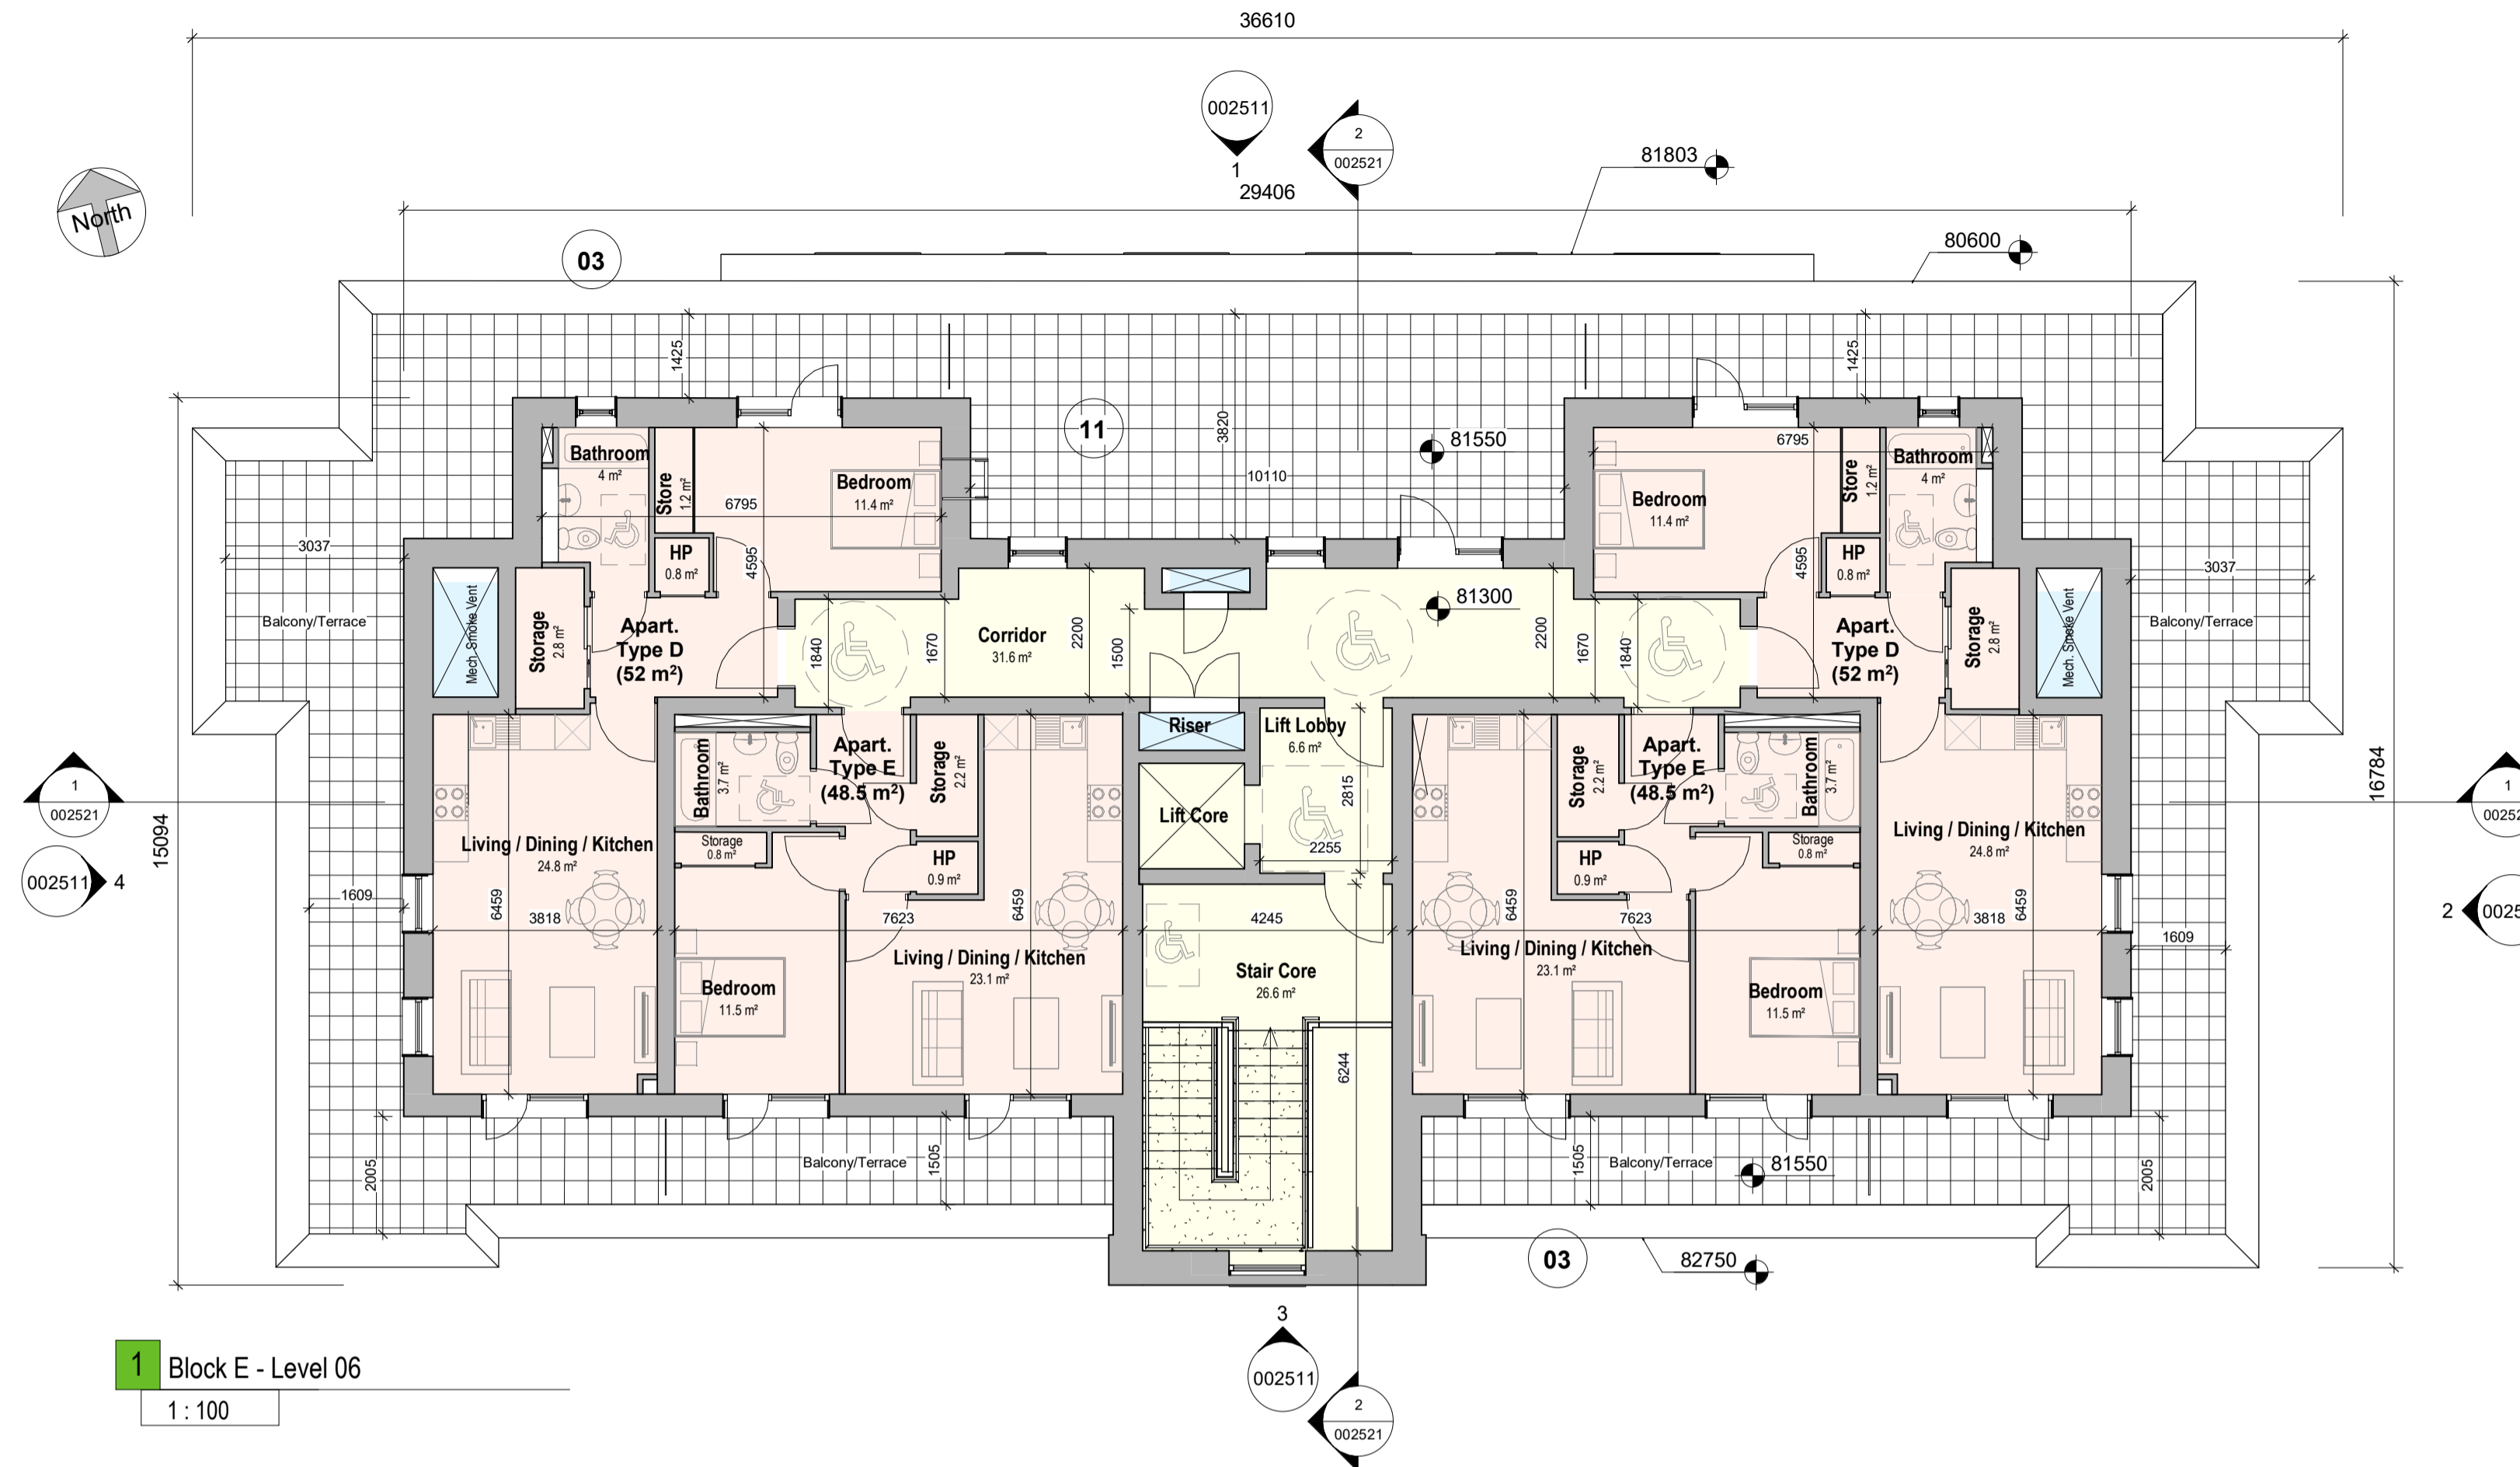 36610
002511
1
2
002521
29406
81803
North
03
80600
1425
1425
11
3820
81550
10110
Bathroom
4 m²
Store
1.2 m²
Bedroom
11.4 m²
6795
HP
0.8 m²
4595
6795
Bedroom
11.4 m²
Store
1.2 m²
Bathroom
4 m²
HP
0.8 m²
4595
3037
Balcony/Terrace
Mech. Smoke Vent
Storage
2.8 m²
Apart.
Type D
(52 m²)
1840
1670
Corridor
31.6 m²
2200
1500
81300
2200
1670
1840
Apart.
Type D
(52 m²)
Storage
2.8 m²
Mech. Smoke Vent
3037
Balcony/Terrace
Riser
Lift Lobby
6.6 m²
2815
2255
Lift Core
Bathroom
3.7 m²
Apart.
Type E
(48.5 m²)
Storage
2.2 m²
Storage
0.8 m²
HP
0.9 m²
Storage
2.2 m²
Apart.
Type E
(48.5 m²)
Bathroom
3.7 m²
HP
0.9 m²
Storage
0.8 m²
1
002521
002511
4
15094
16784
1
00252
2
0025
Living / Dining / Kitchen
24.8 m²
6459
3818
1609
7623
6459
Living / Dining / Kitchen
23.1 m²
Bedroom
11.5 m²
4245
Stair Core
26.6 m²
6244
6459
7623
Living / Dining / Kitchen
23.1 m²
Bedroom
11.5 m²
Living / Dining / Kitchen
24.8 m²
3818
6459
1609
2005
Balcony/Terrace
1505
1505
Balcony/Terrace
81550
2005
03
82750
3
002511
2
002521
1
Block E - Level 06
1 : 100